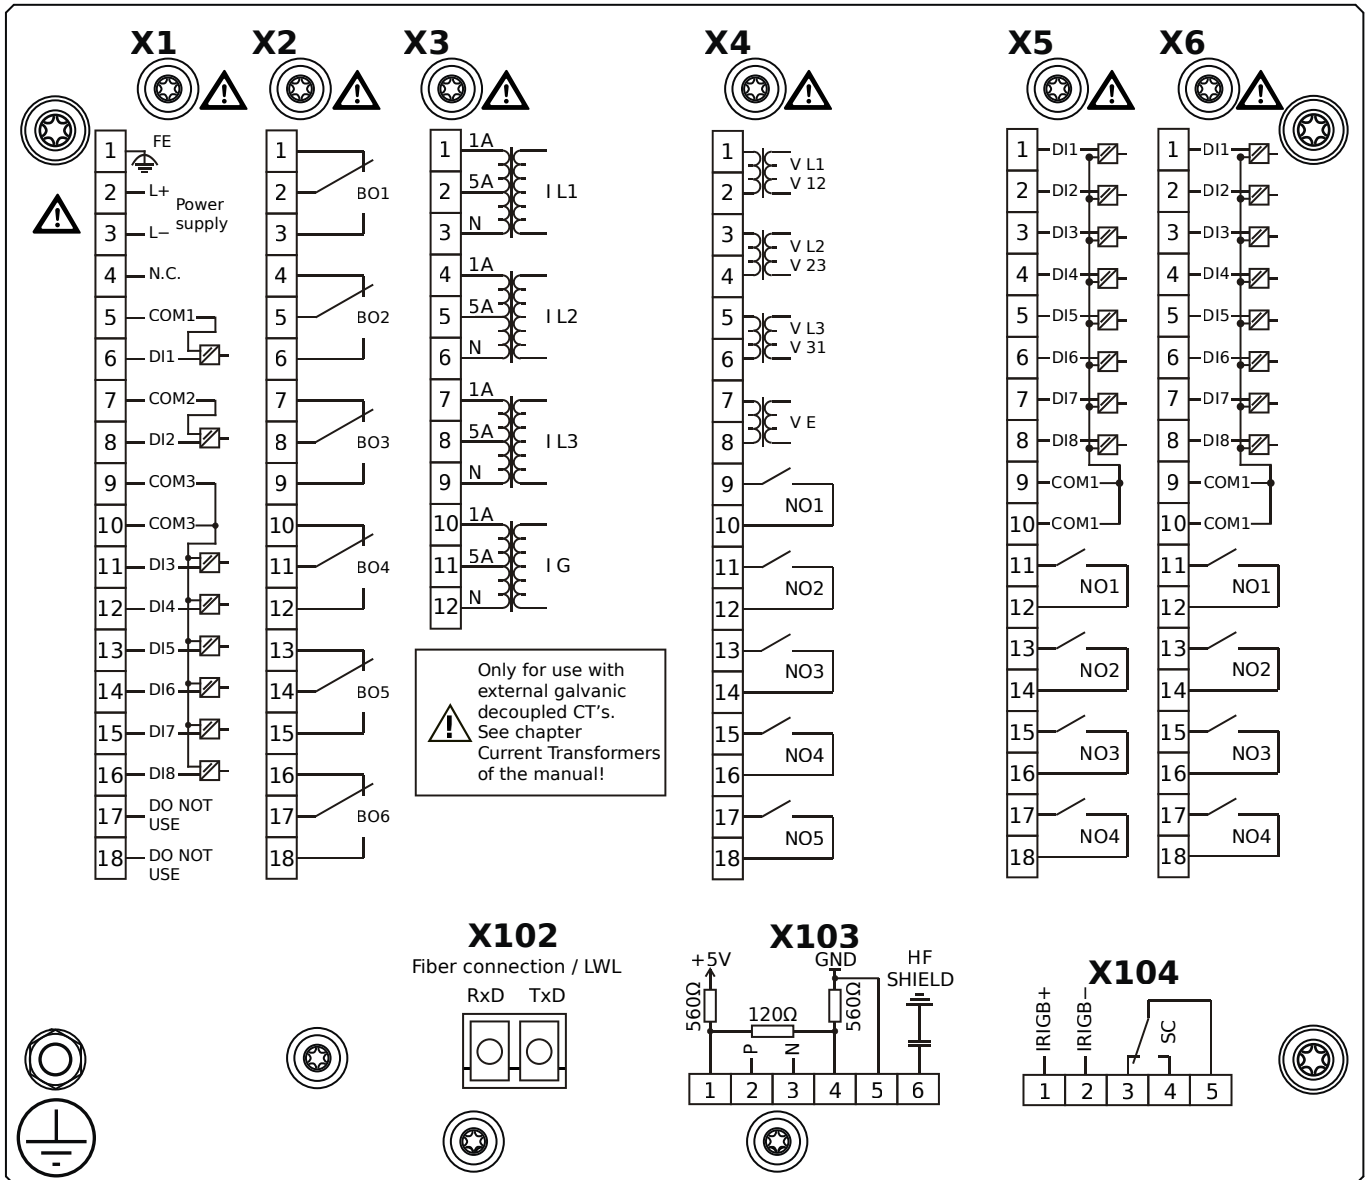 X1 X2 X3 X4 X5 X6
1 FE
2 L+
Power
supply
3 L−
4 N.C.
5 COM1
6 DI1
7 COM2
8 DI2
9 COM3
10 COM3
11 DI3
12 DI4
13 DI5
14 DI6
15 DI7
16 DI8
17 DO NOT
USE
18 DO NOT
USE
1
2 BO1
3
4
5 BO2
6
7
8 BO3
9
10
11 BO4
12
13
14 BO5
15
16
17 BO6
18
1 1A
2 5A I L1
3 N
4 1A
5 5A I L2
6 N
7 1A
8 5A I L3
9 N
10 1A
11 5A I G
12 N
Only for use with
external galvanic
decoupled CT's.
See chapter
Current Transformers
of the manual!
1 V L1
2 V 12
3 V L2
4 V 23
5 V L3
6 V 31
7 V E
8
9
NO1
10
11
NO2
12
13
NO3
14
15
NO4
16
17
NO5
18
1 DI1
2 DI2
3 DI3
4 DI4
5 DI5
6 DI6
7 DI7
8 DI8
9 COM1
10 COM1
11
NO1
12
13
NO2
14
15
NO3
16
17
NO4
18
1 DI1
2 DI2
3 DI3
4 DI4
5 DI5
6 DI6
7 DI7
8 DI8
9 COM1
10 COM1
11
NO1
12
13
NO2
14
15
NO3
16
17
NO4
18
X102
Fiber connection / LWL
RxD TxD
X103
+5V GND HF
SHIELD
560Ω 120Ω 560Ω
P N
1 2 3 4 5 6
X104
IRIGB+ IRIGB− SC
1 2 3 4 5